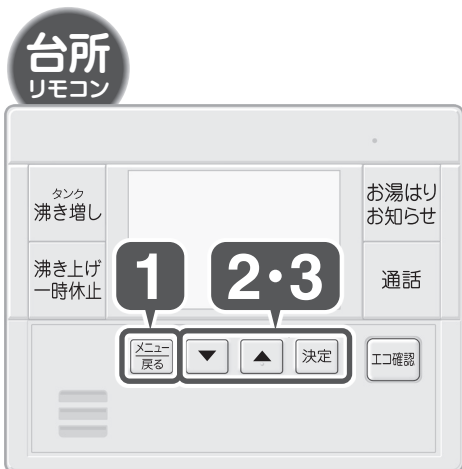 台所
リモコン
タンク
沸き増し
お湯はり
お知らせ
沸き上げ
一時休止
1
2・3
通話
メニュー
戻る
▼
▲
決定
エコ確認